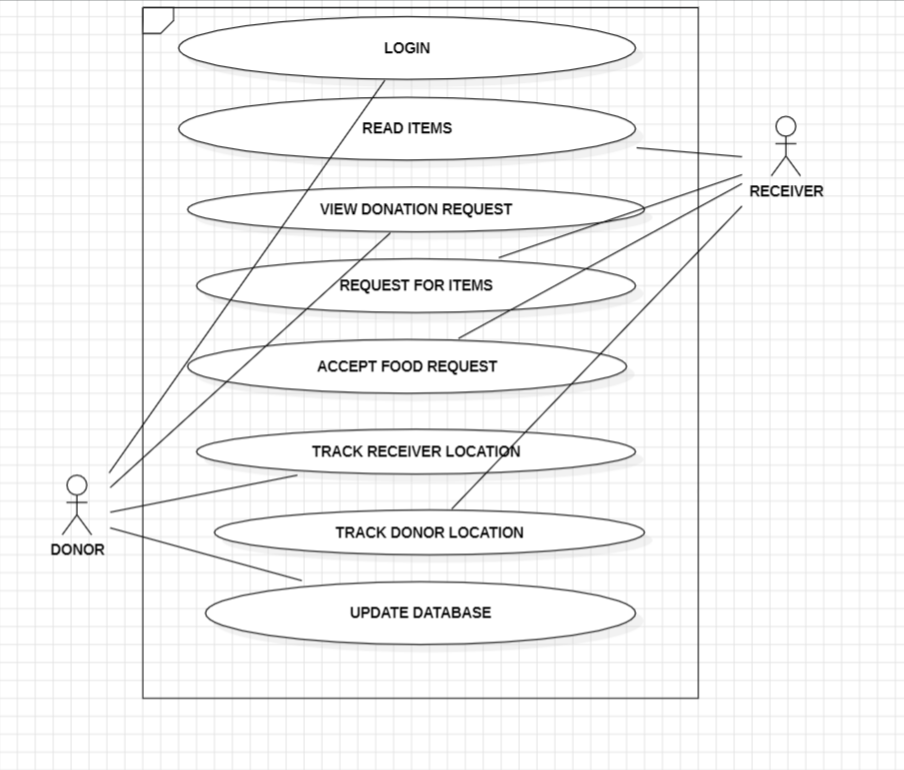 LOGIN
READ ITEMS
RECEIVER
VIEW DONATION REQUEST
REQUEST FOR ITEMS
ACCEPT FOOD REQUEST
TRACK RECEIVER LOCATION
TRACK DONOR LOCATION
DONOR
UPDATE DATABASE